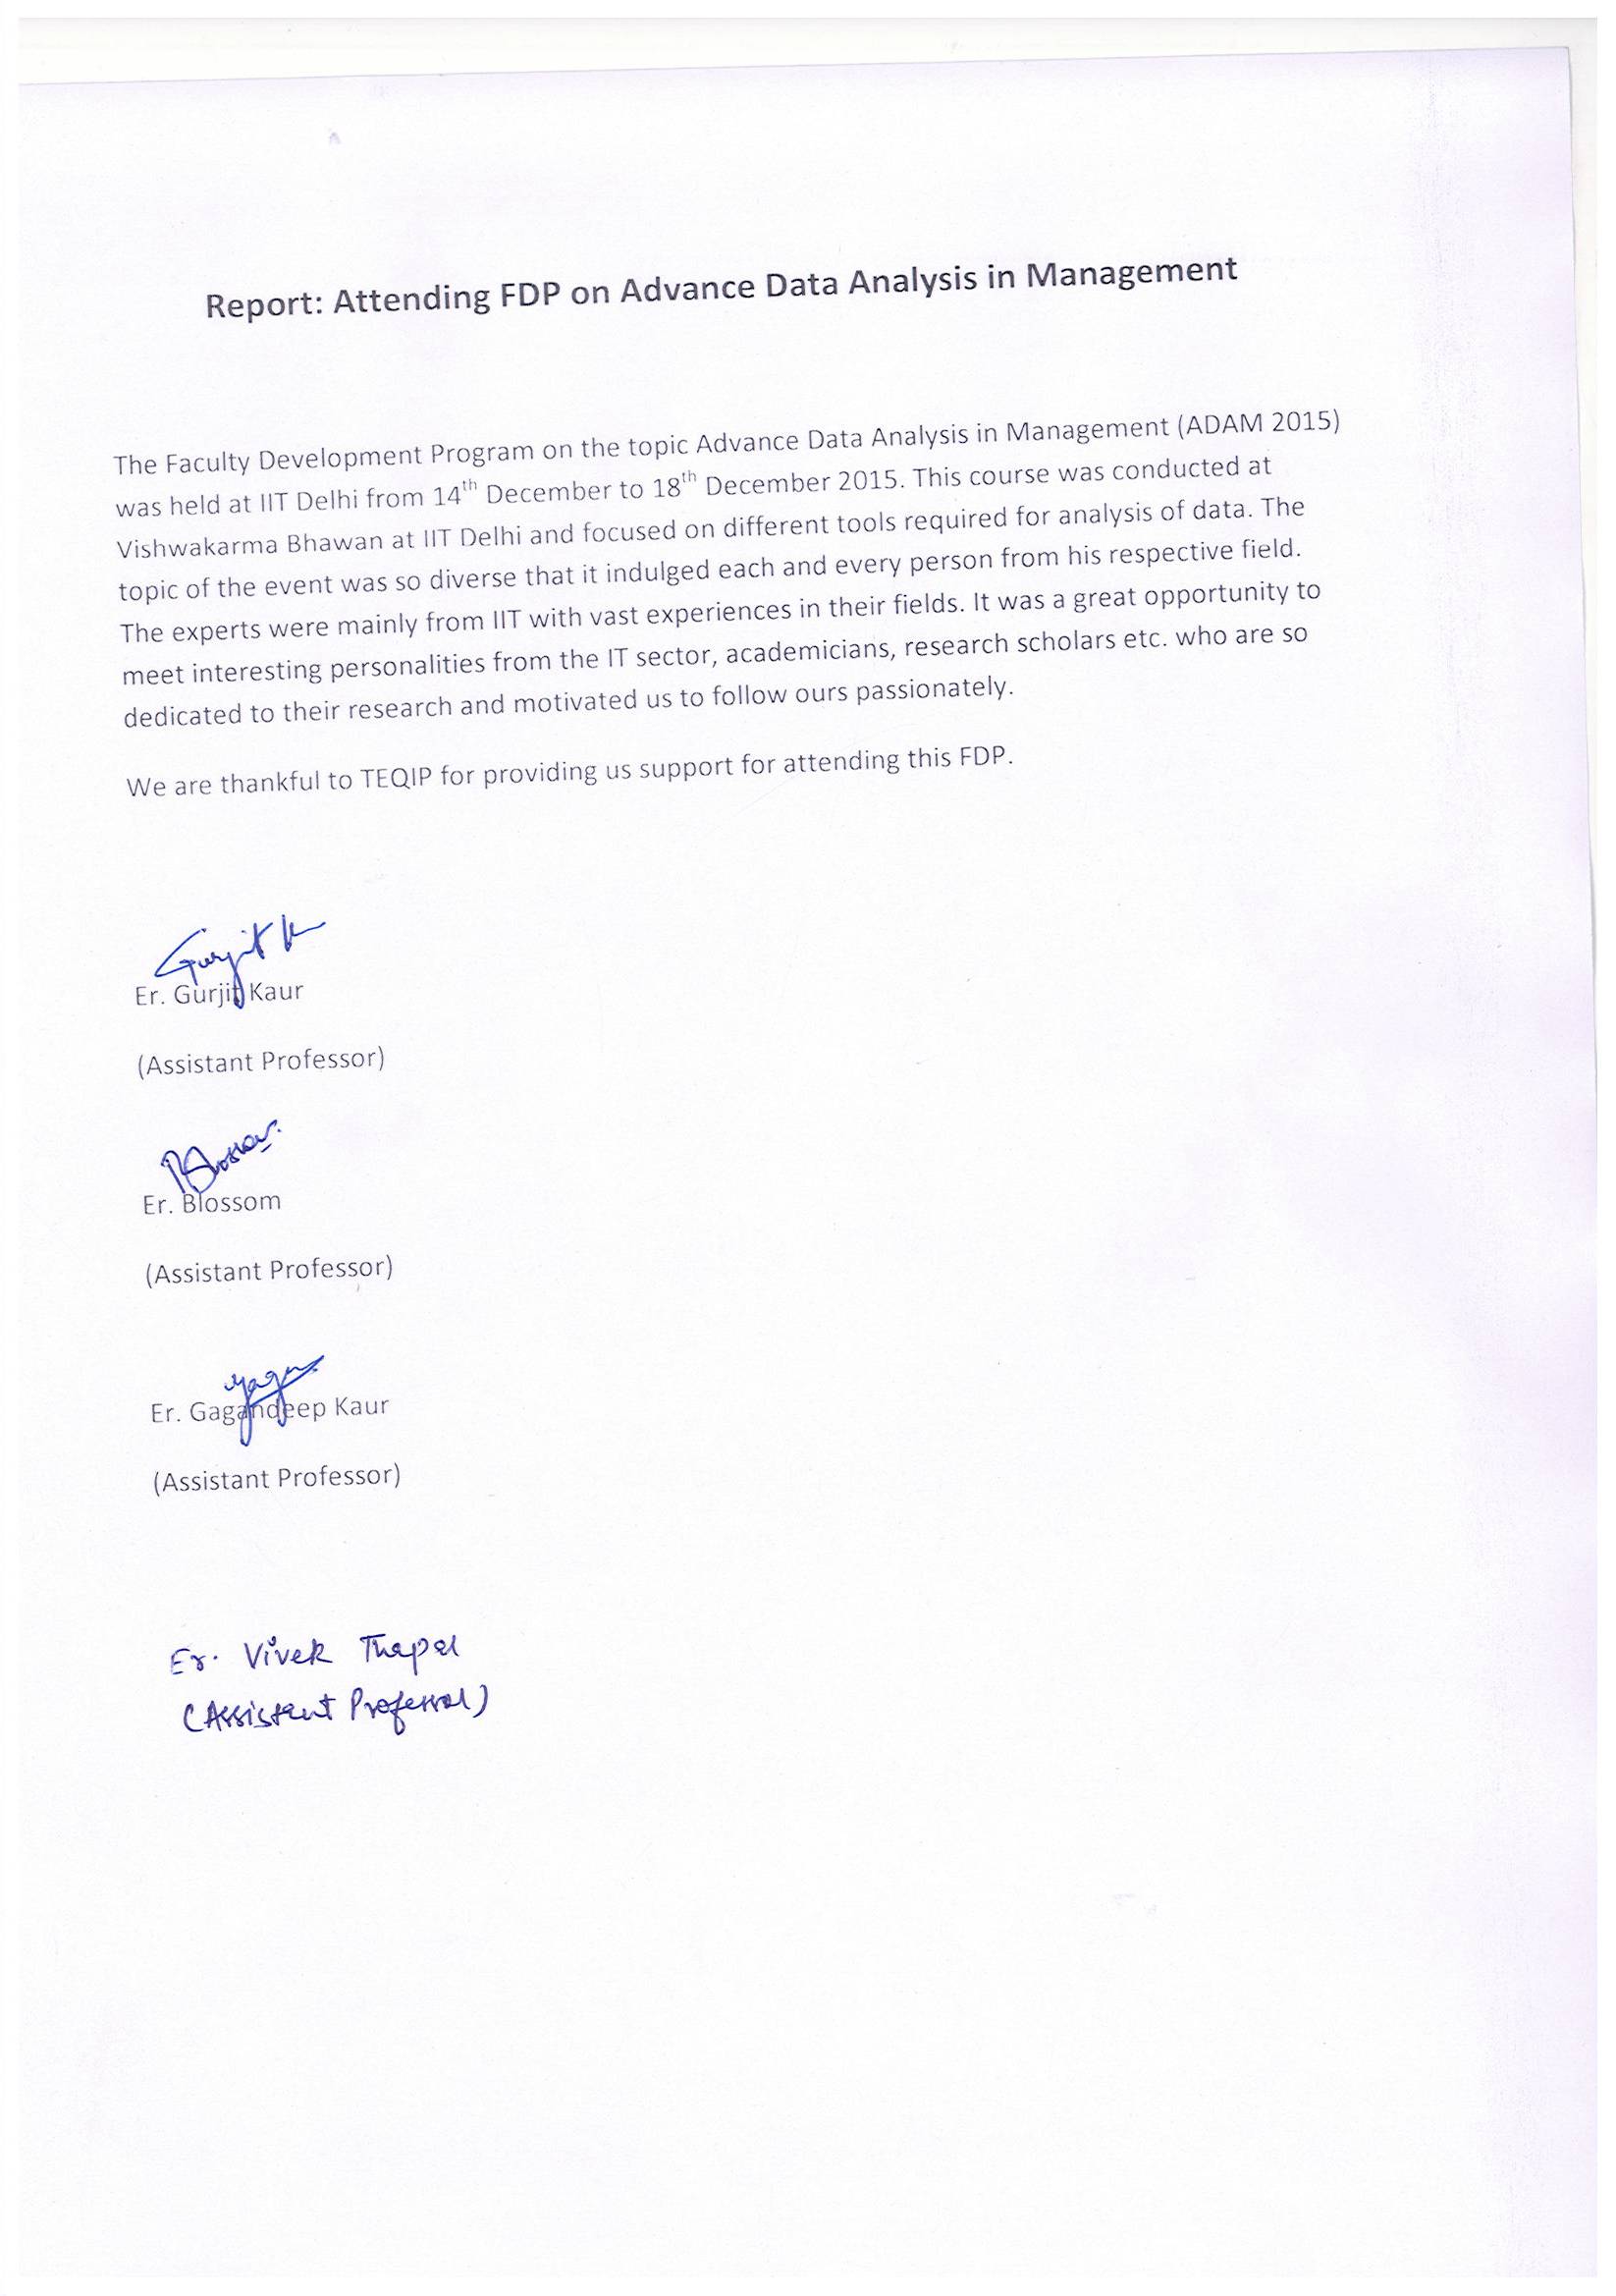 Report: Attending FDP on Advance Data Analysis in Management
The Faculty Development Program on the topic Advance Data Analysis in Management (ADAM 2015)
was held at IIT Delhi from 14th December to 18th December 2015. This course was conducted at
Vishwakarma Bhawan at IIT Delhi and focused on different tools required for analysis of data. The
topic of the event was so diverse that it indulged each and every person from his respective field.
The experts were mainly from IIT with vast experiences in their fields. It was a great opportunity to
meet interesting personalities from the IT sector, academicians, research scholars etc. who are so
dedicated to their research and motivated us to follow ours passionately.
We are thankful to TEQIP for providing us support for attending this FDP.
Gurjit K
Er. Gurjit Kaur
(Assistant Professor)
Er. Blossom
(Assistant Professor)
Er. Gagandeep Kaur
(Assistant Professor)
Er. Vivek Thapar
(Assistant Professor)